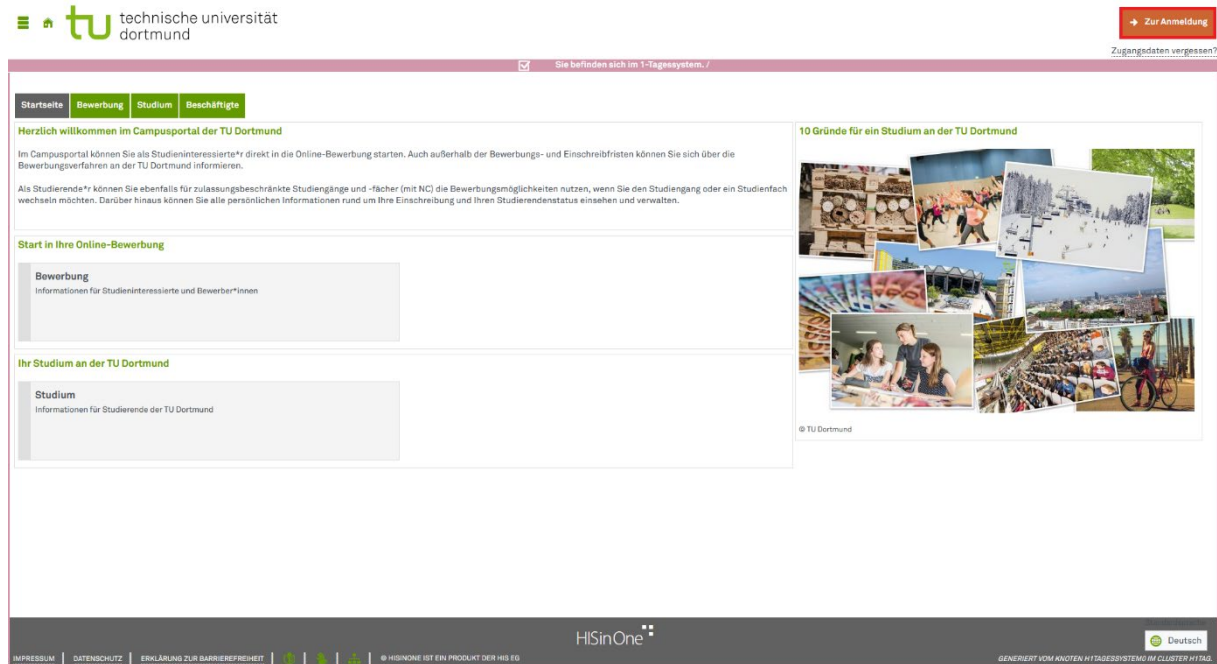 technische universität
dortmund
Zur Anmeldung
Zugangsdaten vergessen?
Sie befinden sich im 1-Tagessystem. /
Startseite Bewerbung Studium Beschäftigte
Herzlich willkommen im Campusportal der TU Dortmund
Im Campusportal können Sie als Studieninteressierte*r direkt in die Online-Bewerbung starten. Auch außerhalb der Bewerbungs- und Einschreibfristen können Sie sich über die
Bewerbungsverfahren an der TU Dortmund informieren.
Als Studierende*r können Sie ebenfalls für zulassungsbeschränkte Studiengänge und -fächer (mit NC) die Bewerbungsmöglichkeiten nutzen, wenn Sie den Studiengang oder ein Studienfach
wechseln möchten. Darüber hinaus können Sie alle persönlichen Informationen rund um Ihre Einschreibung und Ihren Studierendenstatus einsehen und verwalten.
Start in Ihre Online-Bewerbung
Bewerbung
Informationen für Studieninteressierte und Bewerber*innen
Ihr Studium an der TU Dortmund
Studium
Informationen für Studierende der TU Dortmund
10 Gründe für ein Studium an der TU Dortmund
© TU Dortmund
HISinOne
Deutsch
IMPRESSUM DATENSCHUTZ ERKLÄRUNG ZUR BARRIEREFREIHEIT © HISINONE IST EIN PRODUKT DER HIS EG
GENERIERT VOM KNOTEN H1TAGESSYSTEM0 IM CLUSTER H1TAG.